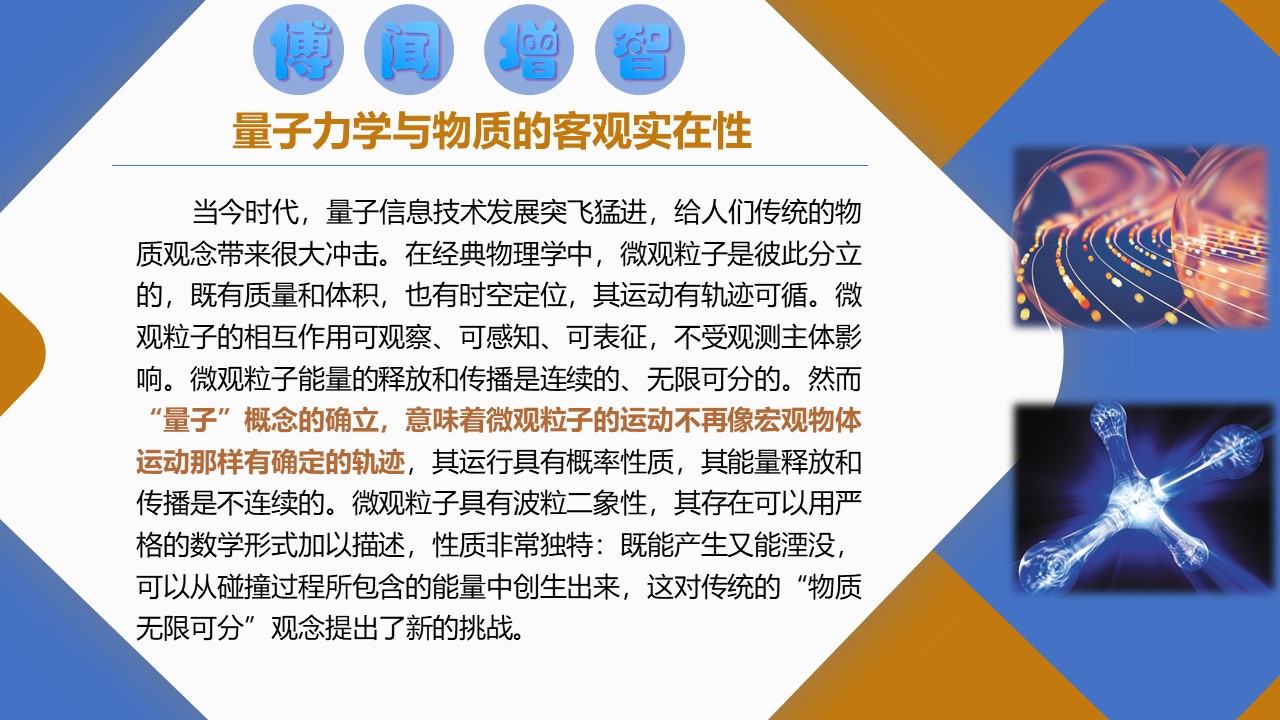 博闻增智
量子力学与物质的客观实在性
当今时代，量子信息技术发展突飞猛进，给人们传统的物
质观念带来很大冲击。在经典物理学中，微观粒子是彼此分立
的，既有质量和体积，也有时空定位，其运动有轨迹可循。微
观粒子的相互作用可观察、可感知、可表征，不受观测主体影
响。微观粒子能量的释放和传播是连续的、无限可分的。然而
“量子”概念的确立，意味着微观粒子的运动不再像宏观物体
运动那样有确定的轨迹，其运行具有概率性质，其能量释放和
传播是不连续的。微观粒子具有波粒二象性，其存在可以用严
格的数学形式加以描述，性质非常独特：既能产生又能湮没，
可以从碰撞过程所包含的能量中创生出来，这对传统的“物质
无限可分”观念提出了新的挑战。